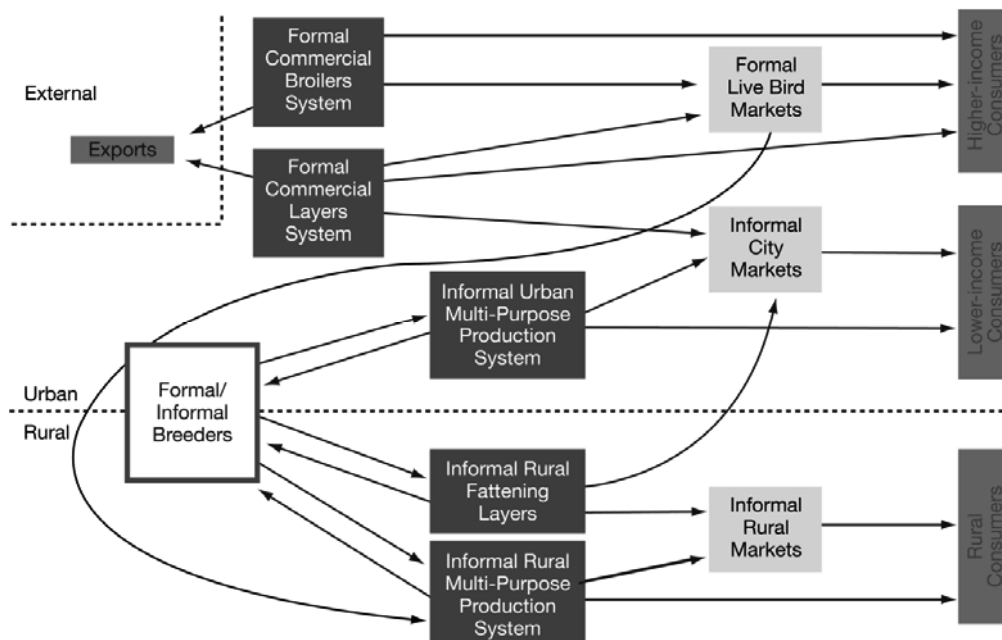 Formal
Commercial
Broilers
System
Formal
Live Bird
Markets
Higher-income
Consumers
External
Exports
Formal
Commercial
Layers
System
Informal
City
Markets
Lower-income
Consumers
Informal Urban
Multi-Purpose
Production
System
Formal/
Informal
Breeders
Urban
Rural
Informal Rural
Fattening
Layers
Informal
Rural
Markets
Rural
Consumers
Informal Rural
Multi-Purpose
Production
System